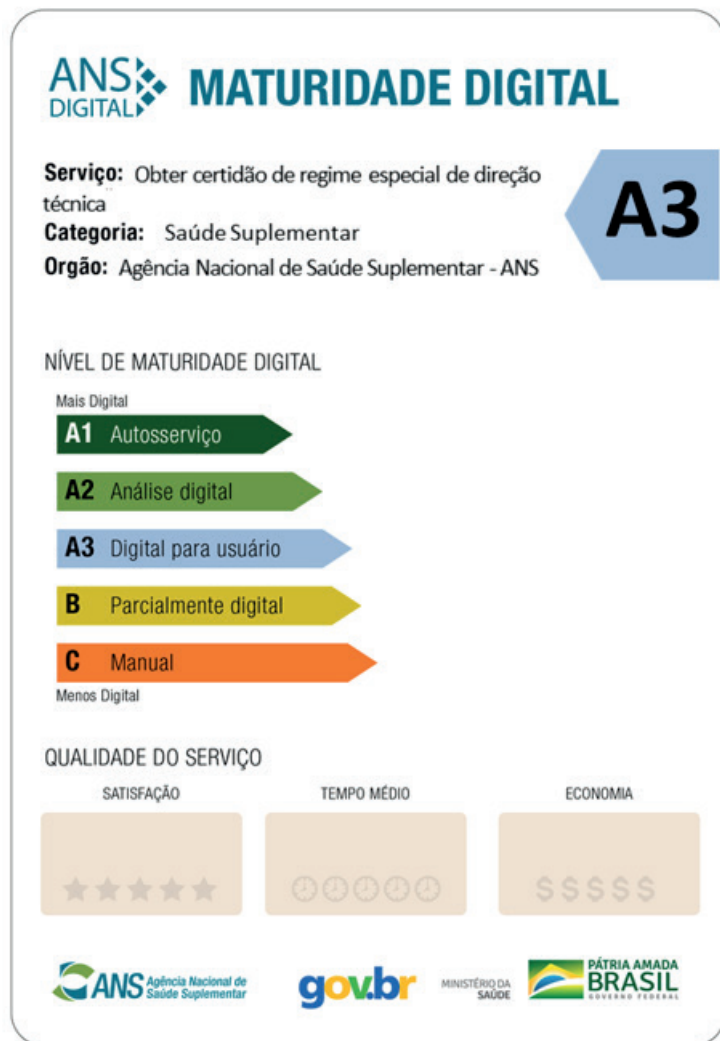 ANS
DIGITAL
MATURIDADE DIGITAL
Serviço: Obter certidão de regime especial de direção
técnica
Categoria: Saúde Suplementar
Orgão: Agência Nacional de Saúde Suplementar - ANS
A3
NÍVEL DE MATURIDADE DIGITAL
Mais Digital
A1 Autosserviço
A2 Análise digital
A3 Digital para usuário
B Parcialmente digital
C Manual
Menos Digital
QUALIDADE DO SERVIÇO
SATISFAÇÃO TEMPO MÉDIO ECONOMIA
$$$$$
ANS Agência Nacional de
Saúde Suplementar
gov.br
MINISTÉRIO DA
SAÚDE
PÁTRIA AMADA
BRASIL
GOVERNO FEDERAL